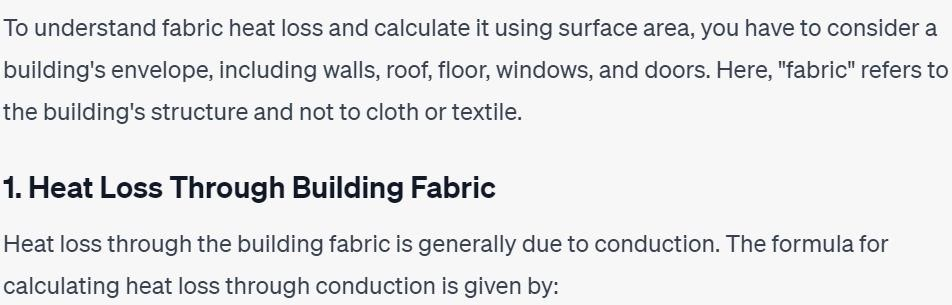 To understand fabric heat loss and calculate it using surface area, you have to consider a
building's envelope, including walls, roof, floor, windows, and doors. Here, "fabric" refers to
the building's structure and not to cloth or textile.
1. Heat Loss Through Building Fabric
Heat loss through the building fabric is generally due to conduction. The formula for
calculating heat loss through conduction is given by: